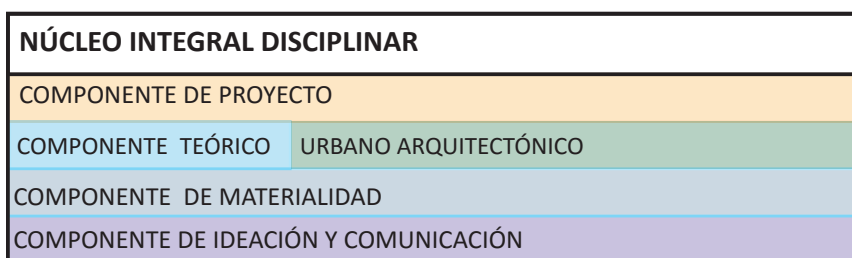 NÚCLEO INTEGRAL DISCIPLINAR
COMPONENTE DE PROYECTO
COMPONENTE TEÓRICO URBANO ARQUITECTÓNICO
COMPONENTE DE MATERIALIDAD
COMPONENTE DE IDEACIÓN Y COMUNICACIÓN